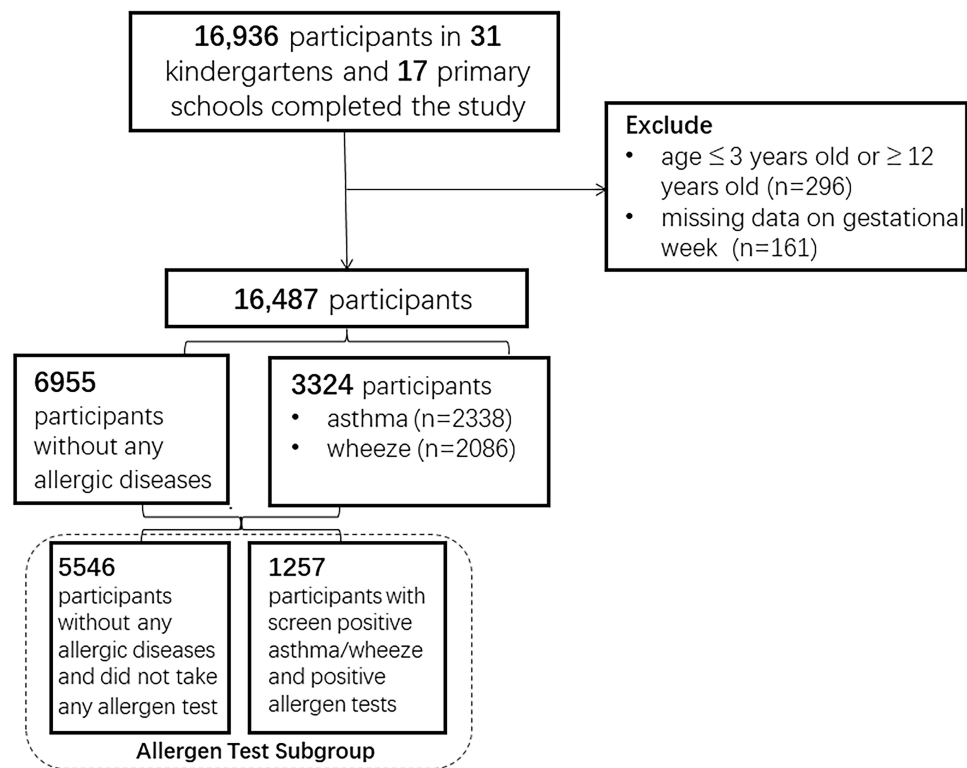 16,936 participants in 31
kindergartens and 17 primary
schools completed the study
Exclude
• age ≤ 3 years old or ≥ 12
years old (n=296)
• missing data on gestational
week (n=161)
16,487 participants
6955
participants
without any
allergic diseases
3324 participants
• asthma (n=2338)
• wheeze (n=2086)
5546
participants
without any
allergic diseases
and did not take
any allergen test
1257
participants with
screen positive
asthma/wheeze
and positive
allergen tests
Allergen Test Subgroup